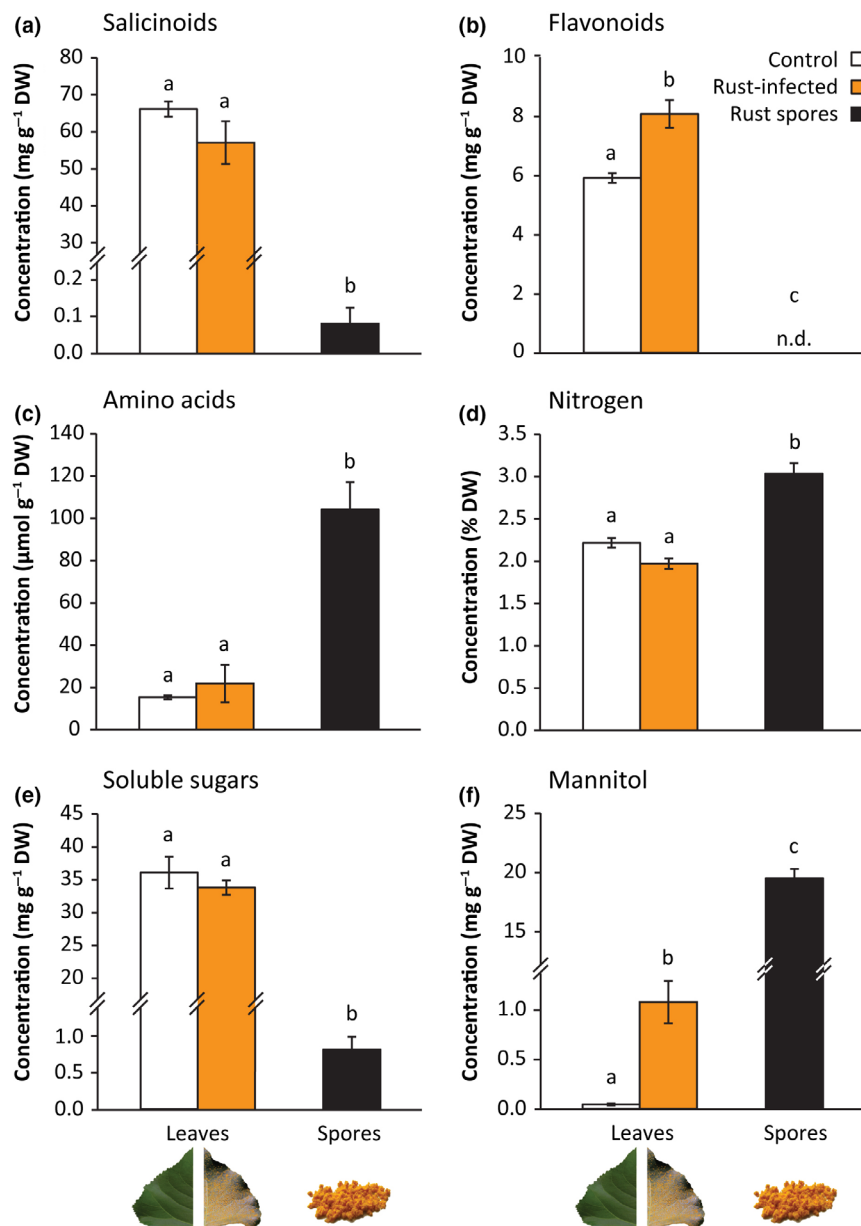 (a) Salicinoids
Concentration (mg g⁻¹ DW)
80
70
60
50
40
30
0.2
0.1
0.0
a
a
b
(b) Flavonoids
Control
Rust-infected
Rust spores
Concentration (mg g⁻¹ DW)
10
8
6
4
2
0
a
b
c
n.d.
(c) Amino acids
Concentration (µmol g⁻¹ DW)
140
120
100
80
60
40
20
0
a
a
b
(d) Nitrogen
Concentration (% DW)
3.5
3.0
2.5
2.0
1.5
1.0
0.5
0.0
a
a
b
(e) Soluble sugars
Concentration (mg g⁻¹ DW)
45
40
35
30
25
20
1.0
0.5
0.0
a
a
b
Leaves Spores
(f) Mannitol
Concentration (mg g⁻¹ DW)
25
20
15
1.0
0.5
0.0
a
b
c
Leaves Spores